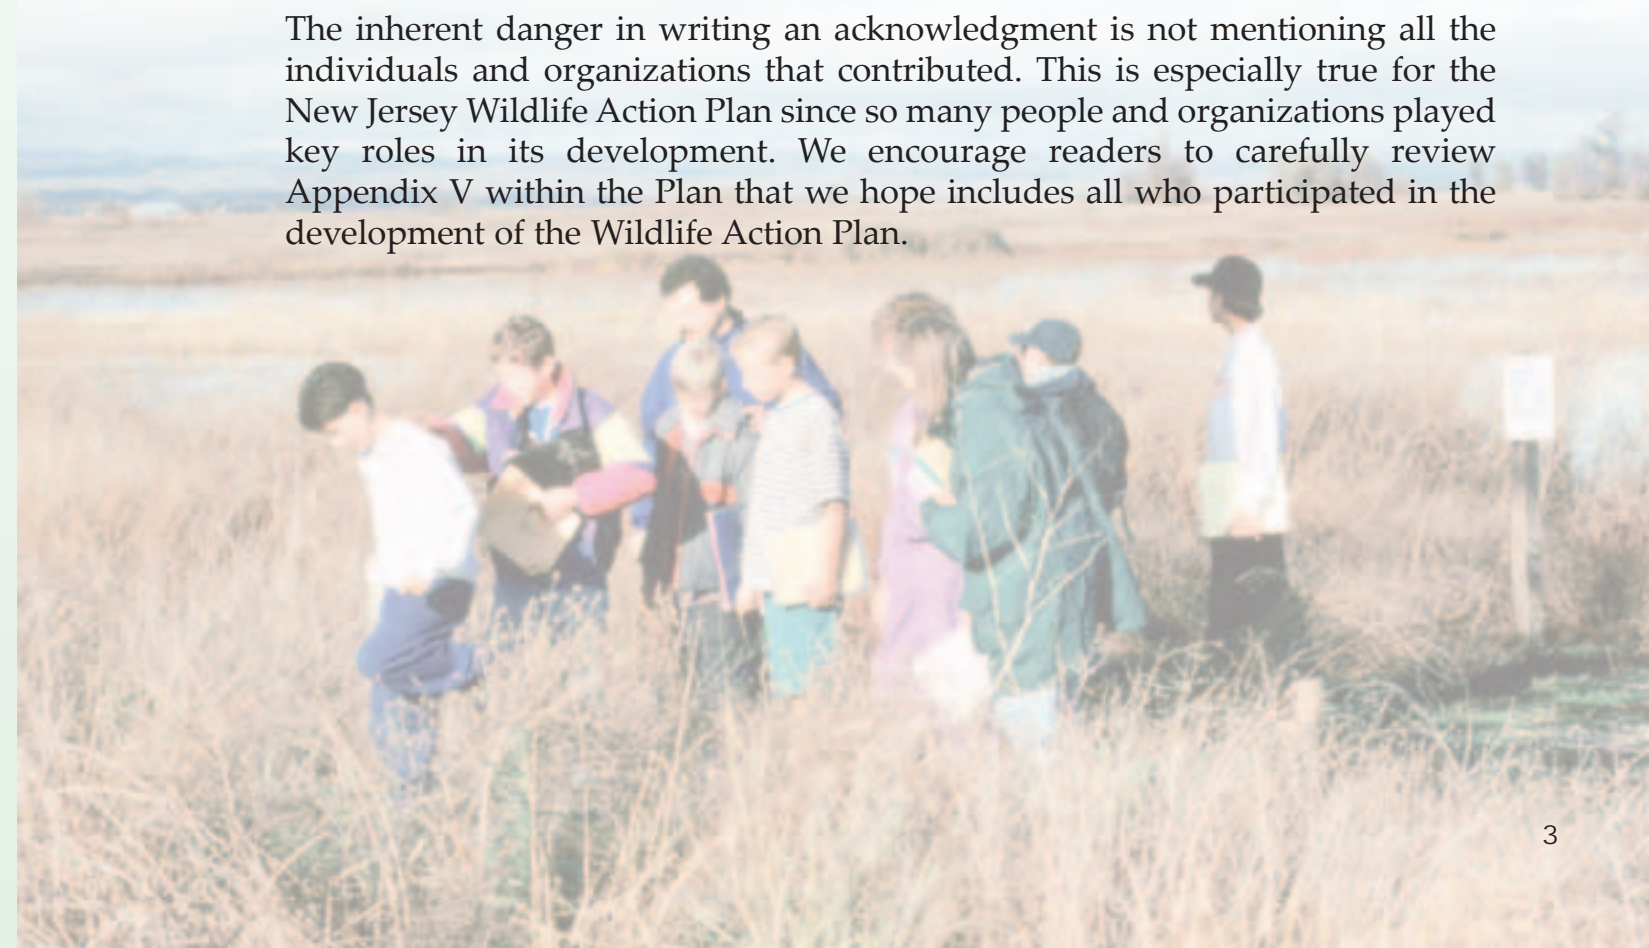 The inherent danger in writing an acknowledgment is not mentioning all the
individuals and organizations that contributed. This is especially true for the
New Jersey Wildlife Action Plan since so many people and organizations played
key roles in its development. We encourage readers to carefully review
Appendix V within the Plan that we hope includes all who participated in the
development of the Wildlife Action Plan.
3